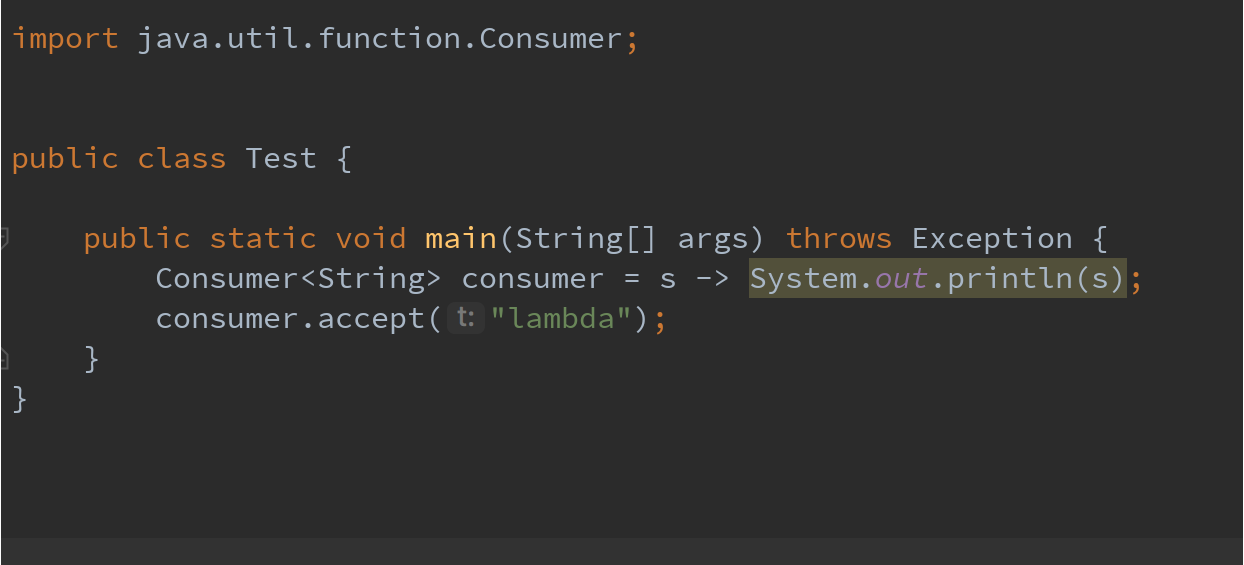 import java.util.function.Consumer;
public class Test {
public static void main(String[] args) throws Exception {
Consumer<String> consumer = s -> System.out.println(s);
consumer.accept( t: "lambda");
}
}